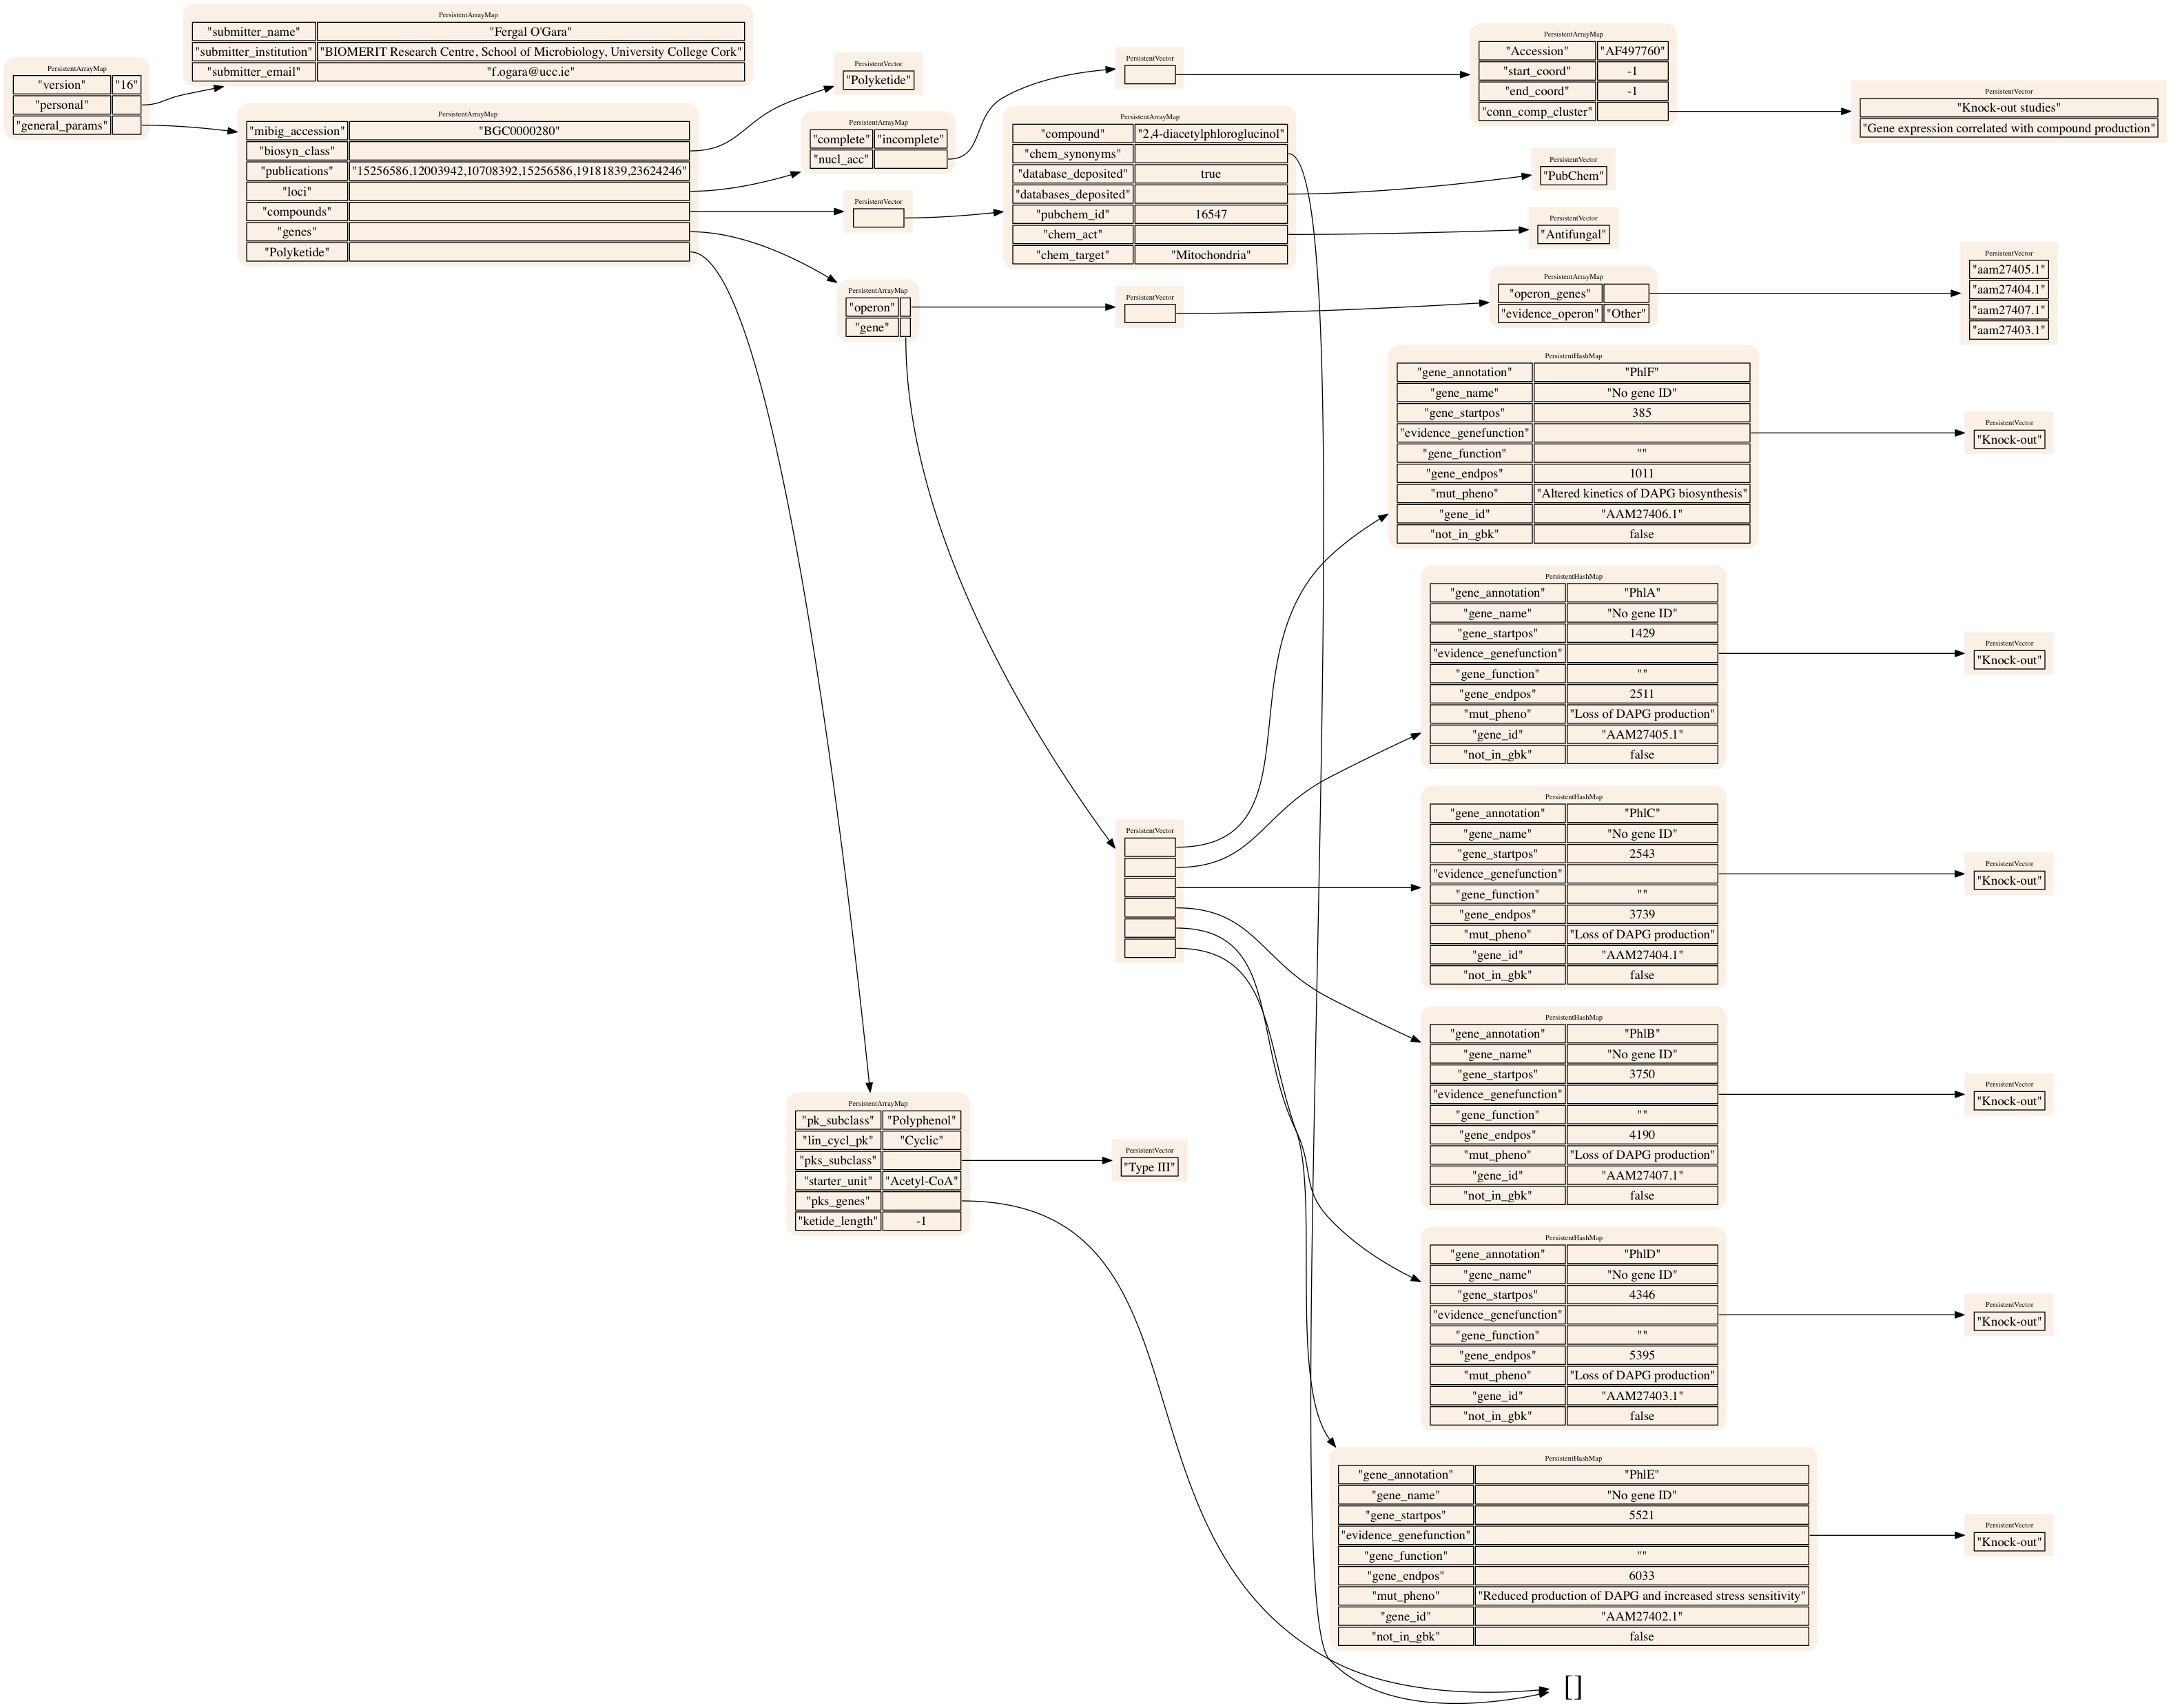 PersistentArrayMap
"version" "16"
"personal"
"general_params"
PersistentArrayMap
"submitter_name" "Fergal O'Gara"
"submitter_institution" "BIOMERIT Research Centre, School of Microbiology, University College Cork"
"submitter_email" "f.ogara@ucc.ie"
PersistentArrayMap
"mibig_accession" "BGC0000280"
"biosyn_class"
"publications" "15256586,12003942,10708392,15256586,19181839,23624246"
"loci"
"compounds"
"genes"
"Polyketide"
PersistentVector
"Polyketide"
PersistentArrayMap
"complete" "incomplete"
"nucl_acc"
PersistentVector
PersistentArrayMap
"operon"
"gene"
PersistentArrayMap
"pk_subclass" "Polyphenol"
"lin_cycl_pk" "Cyclic"
"pks_subclass"
"starter_unit" "Acetyl-CoA"
"pks_genes"
"ketide_length" -1
PersistentVector
PersistentArrayMap
"compound" "2,4-diacetylphloroglucinol"
"chem_synonyms"
"database_deposited" true
"databases_deposited"
"pubchem_id" 16547
"chem_act"
"chem_target" "Mitochondria"
PersistentVector
PersistentVector
PersistentVector
"Type III"
PersistentArrayMap
"Accession" "AF497760"
"start_coord" -1
"end_coord" -1
"conn_comp_cluster"
PersistentVector
"PubChem"
PersistentVector
"Antifungal"
PersistentArrayMap
"operon_genes"
"evidence_operon" "Other"
PersistentHashMap
"gene_annotation" "PhlF"
"gene_name" "No gene ID"
"gene_startpos" 385
"evidence_genefunction"
"gene_function" ""
"gene_endpos" 1011
"mut_pheno" "Altered kinetics of DAPG biosynthesis"
"gene_id" "AAM27406.1"
"not_in_gbk" false
PersistentHashMap
"gene_annotation" "PhlA"
"gene_name" "No gene ID"
"gene_startpos" 1429
"evidence_genefunction"
"gene_function" ""
"gene_endpos" 2511
"mut_pheno" "Loss of DAPG production"
"gene_id" "AAM27405.1"
"not_in_gbk" false
PersistentHashMap
"gene_annotation" "PhlC"
"gene_name" "No gene ID"
"gene_startpos" 2543
"evidence_genefunction"
"gene_function" ""
"gene_endpos" 3739
"mut_pheno" "Loss of DAPG production"
"gene_id" "AAM27404.1"
"not_in_gbk" false
PersistentHashMap
"gene_annotation" "PhlB"
"gene_name" "No gene ID"
"gene_startpos" 3750
"evidence_genefunction"
"gene_function" ""
"gene_endpos" 4190
"mut_pheno" "Loss of DAPG production"
"gene_id" "AAM27407.1"
"not_in_gbk" false
PersistentHashMap
"gene_annotation" "PhlD"
"gene_name" "No gene ID"
"gene_startpos" 4346
"evidence_genefunction"
"gene_function" ""
"gene_endpos" 5395
"mut_pheno" "Loss of DAPG production"
"gene_id" "AAM27403.1"
"not_in_gbk" false
PersistentHashMap
"gene_annotation" "PhlE"
"gene_name" "No gene ID"
"gene_startpos" 5521
"evidence_genefunction"
"gene_function" ""
"gene_endpos" 6033
"mut_pheno" "Reduced production of DAPG and increased stress sensitivity"
"gene_id" "AAM27402.1"
"not_in_gbk" false
[]
PersistentVector
"Knock-out studies"
"Gene expression correlated with compound production"
PersistentVector
"aam27405.1"
"aam27404.1"
"aam27407.1"
"aam27403.1"
PersistentVector
"Knock-out"
PersistentVector
"Knock-out"
PersistentVector
"Knock-out"
PersistentVector
"Knock-out"
PersistentVector
"Knock-out"
PersistentVector
"Knock-out"